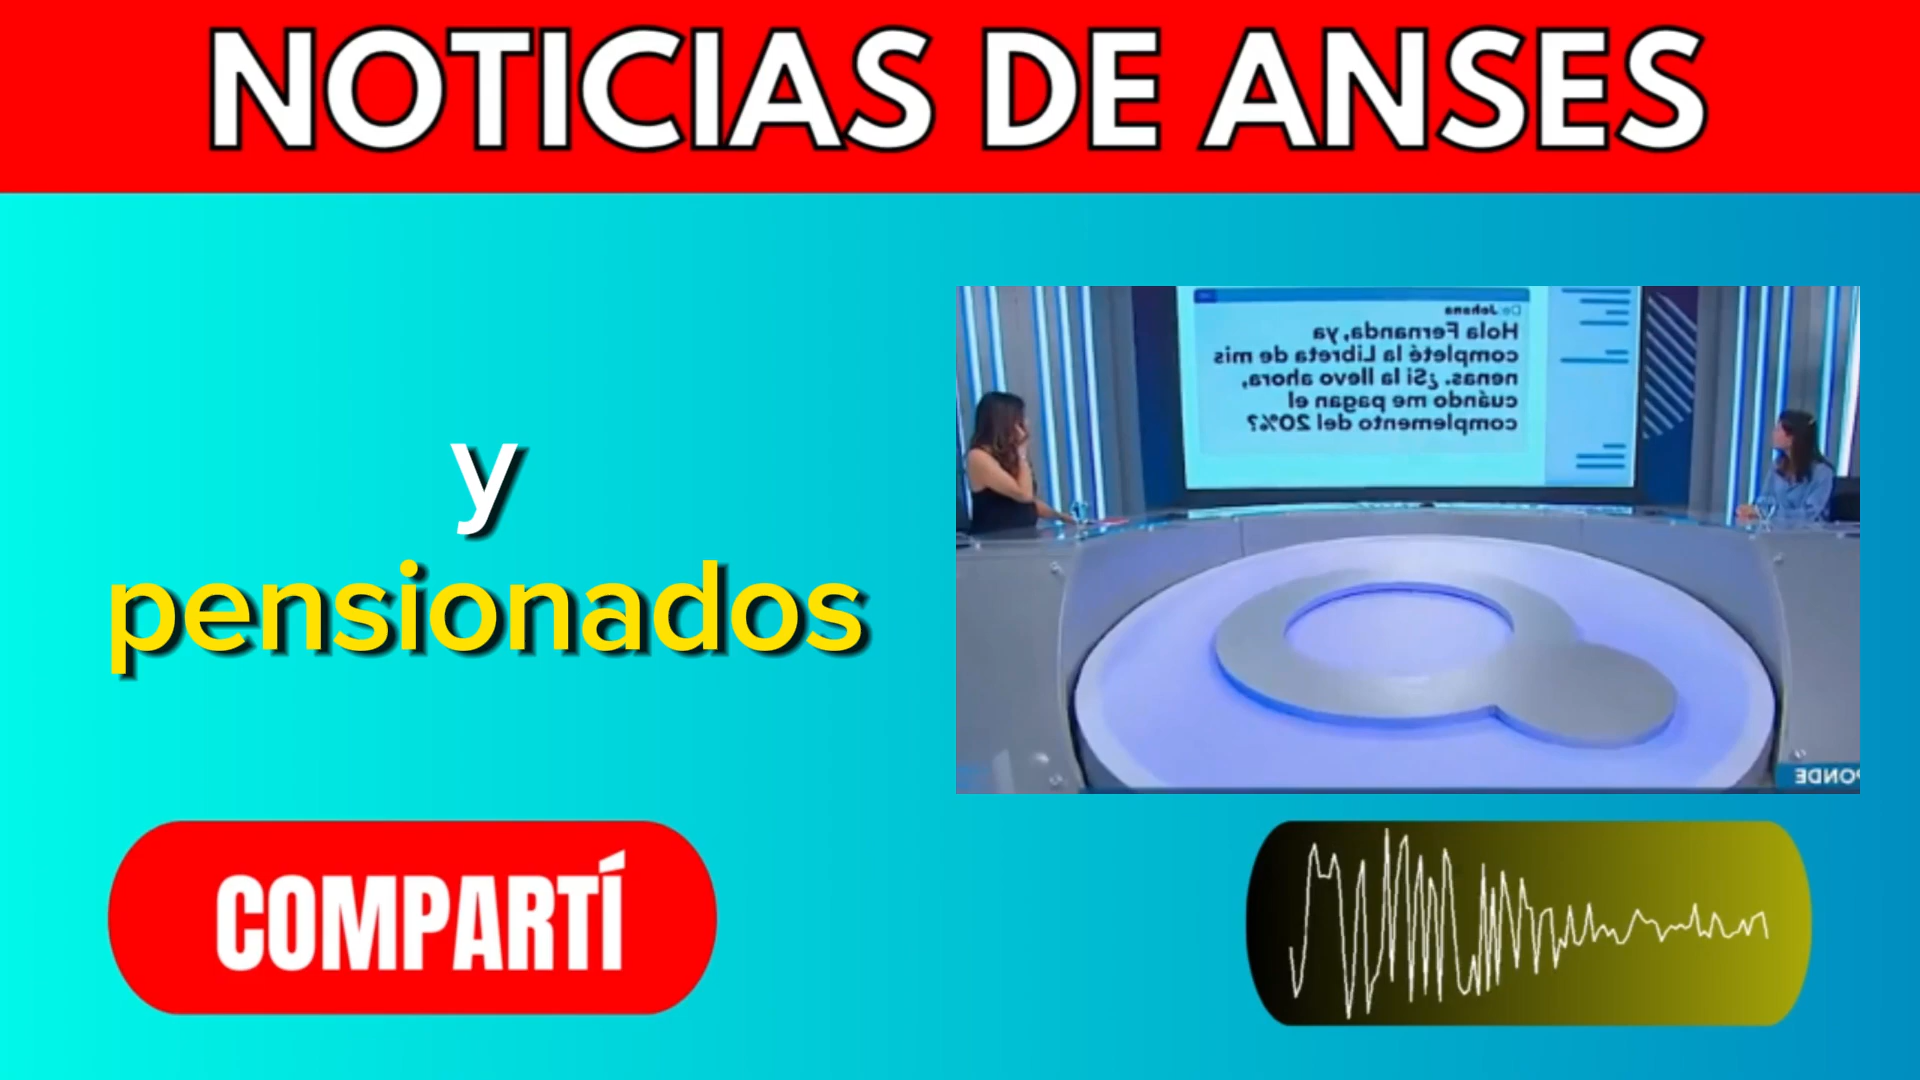 NOTICIAS DE ANSES
De: Johana
Hola Fernanda, ya
completé la Libreta de mis
nenas. ¿Si la llevo ahora,
cuándo me pagan el
complemento del 20%?
y
pensionados
PONDE
COMPARTÍ